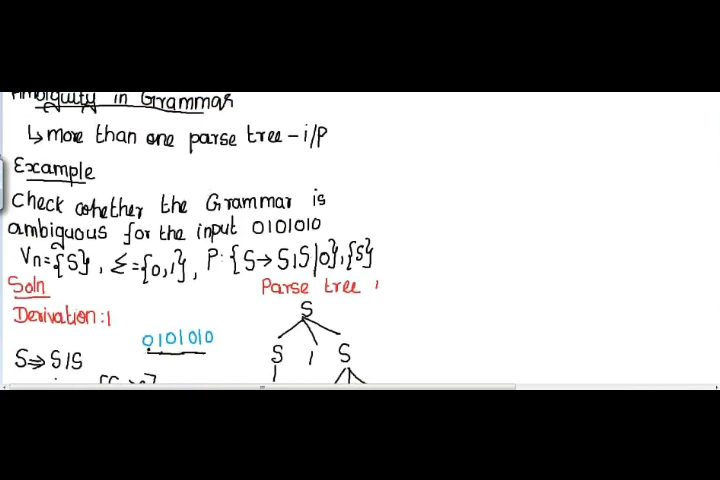 Ambiguity in Grammar
↳ more than one parse tree - i/p
Example
Check whether the Grammar is
ambiguous for the input 0101010
Vn={S}, Σ={0,1}, P:{S→S1S|0},{S}
Soln
Parse tree 1
Derivation:1
S
0101010
S 1 S
S⇒S1S